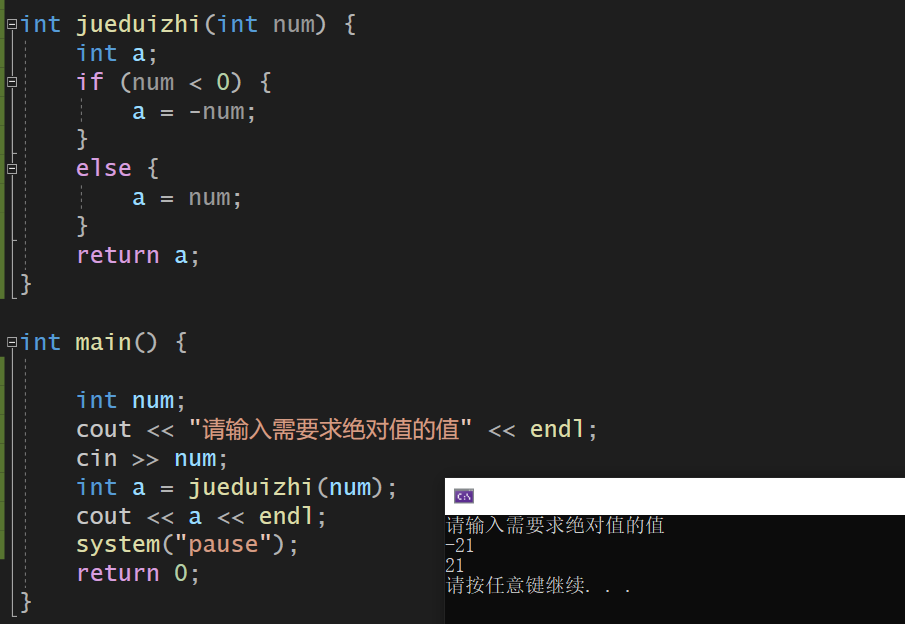 int jueduizhi(int num) {
    int a;
    if (num < 0) {
        a = -num;
    }
    else {
        a = num;
    }
    return a;
}
int main() {
    int num;
    cout << "请输入需要求绝对值的值" << endl;
    cin >> num;
    int a = jueduizhi(num);
    cout << a << endl;
    system("pause");
    return 0;
}
C:\
请输入需要求绝对值的值
-21
21
请按任意键继续. . .